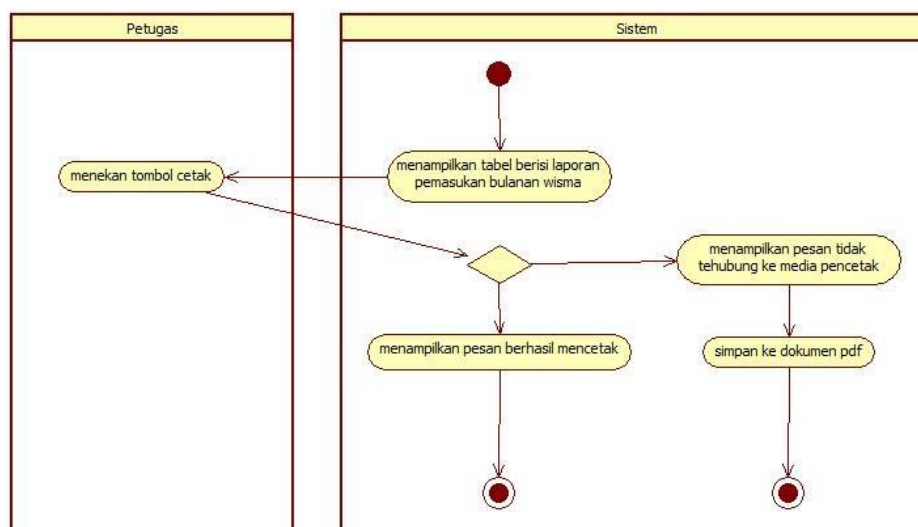 Petugas
Sistem
menampilkan tabel berisi laporan
pemasukan bulanan wisma
menekan tombol cetak
menampilkan pesan tidak
tehubung ke media pencetak
menampilkan pesan berhasil mencetak
simpan ke dokumen pdf